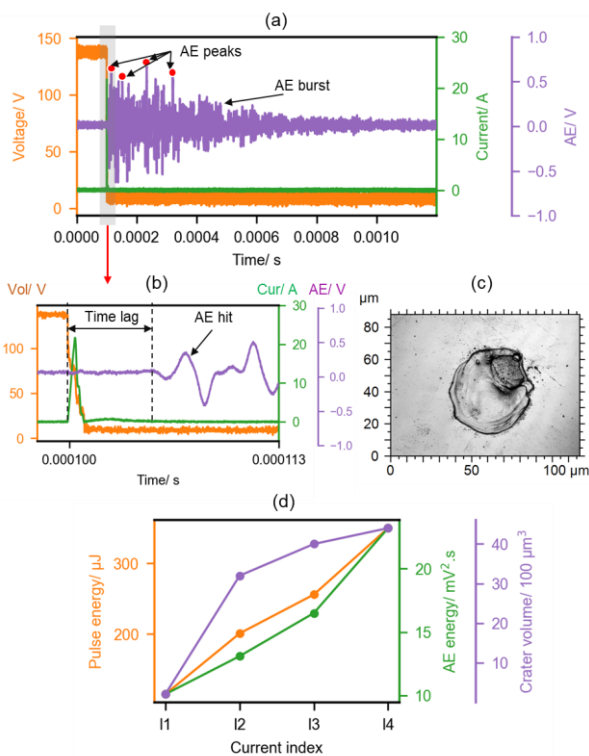 (a)
150
100
50
0
Voltage/ V
AE peaks
AE burst
30
20
10
0
Current/ A
1.0
0.5
0.0
−0.5
−1.0
AE/ V
0.0000 0.0002 0.0004 0.0006 0.0008 0.0010
Time/ s
(b)
Vol/ V
Cur/ A
AE/ V
100
50
0
Time lag
AE hit
30
20
10
0
1.0
0.5
0.0
−0.5
−1.0
0.000100 0.000113
Time/ s
(c)
µm
80
60
40
20
0
0 50 100 µm
(d)
300
200
Pulse energy/ µJ
20
15
10
AE energy/ mV².s
40
30
20
10
Crater volume/ 100 µm³
I1 I2 I3 I4
Current index